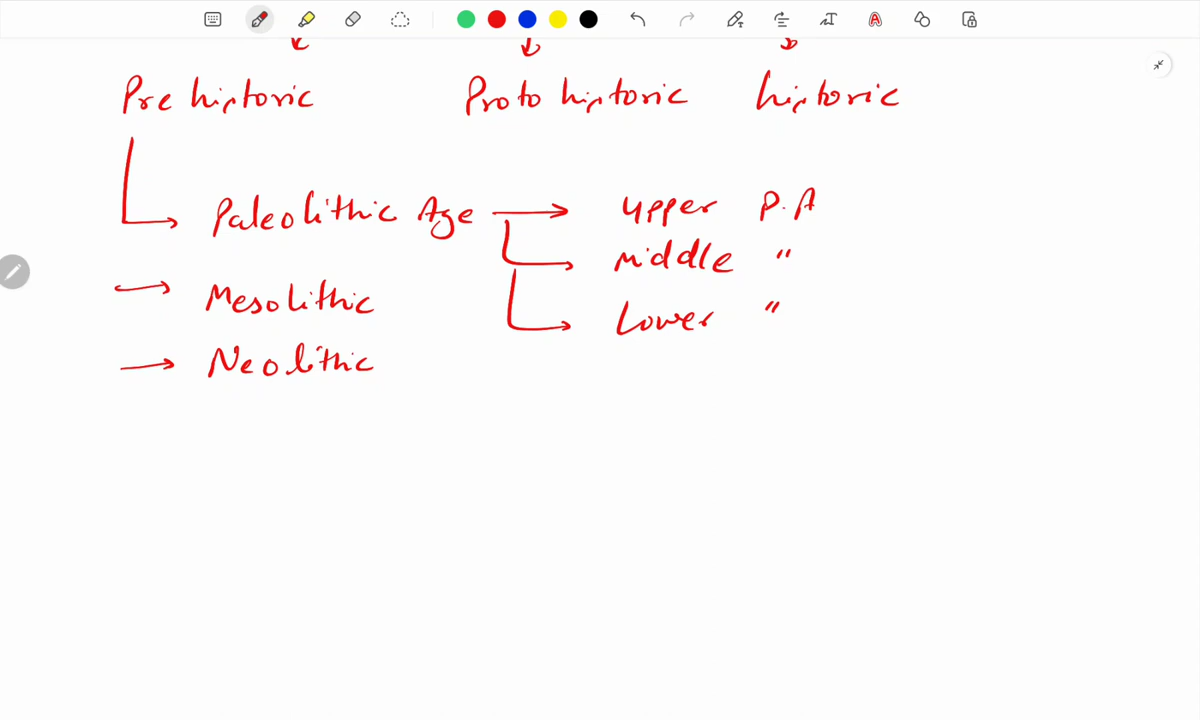 Pre historic Proto historic historic
Paleolithic Age → upper P.A
Middle "
Mesolithic
Lower "
→ Neolithic